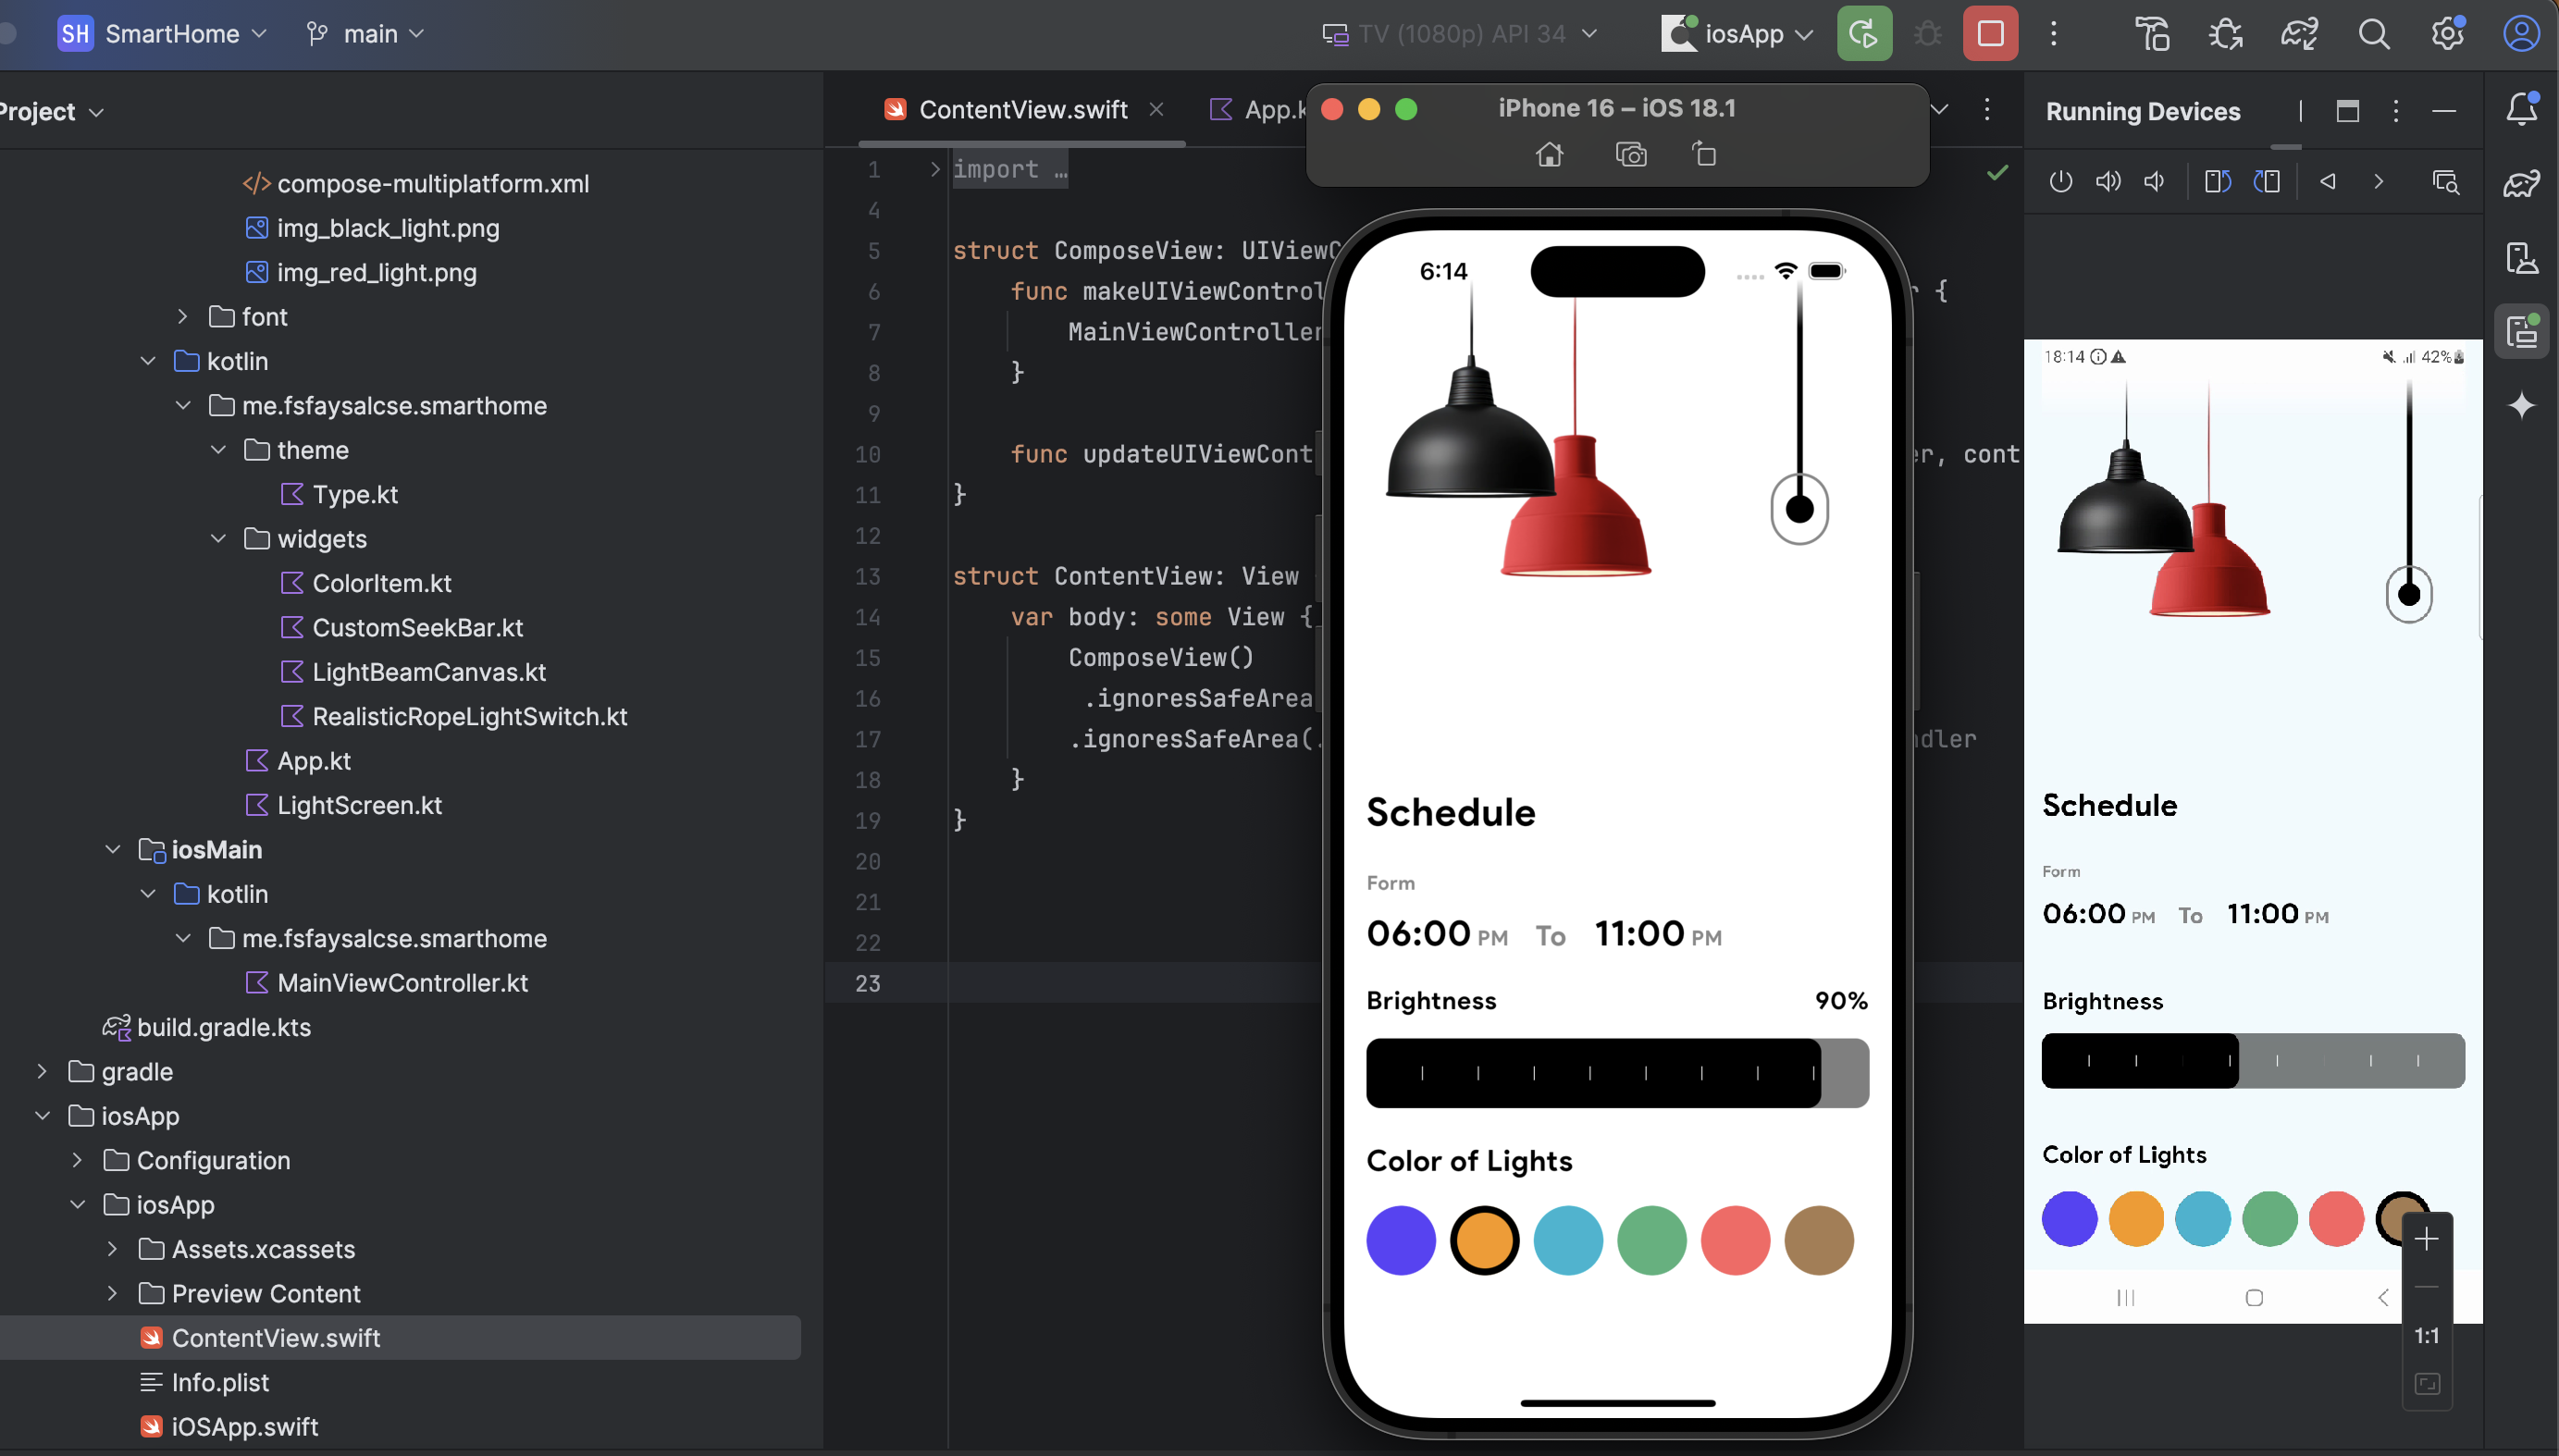 SH SmartHome main TV (1080p) API 34 iosApp
Project
compose-multiplatform.xml
img_black_light.png
img_red_light.png
font
kotlin
me.fsfaysalcse.smarthome
theme
Type.kt
widgets
ColorItem.kt
CustomSeekBar.kt
LightBeamCanvas.kt
RealisticRopeLightSwitch.kt
App.kt
LightScreen.kt
iosMain
kotlin
me.fsfaysalcse.smarthome
MainViewController.kt
build.gradle.kts
gradle
iosApp
Configuration
iosApp
Assets.xcassets
Preview Content
ContentView.swift
Info.plist
iOSApp.swift
ContentView.swift App.k
1 import …
4
5 struct ComposeView: UIViewC
6 func makeUIViewControl r {
7 MainViewController
8 }
9
10 func updateUIViewCont er, cont
11 }
12
13 struct ContentView: View
14 var body: some View {
15 ComposeView()
16 .ignoresSafeArea
17 .ignoresSafeArea(. ndler
18 }
19 }
20
21
22
23
iPhone 16 – iOS 18.1
6:14
Schedule
Form
06:00 PM To 11:00 PM
Brightness 90%
Color of Lights
Running Devices
18:14 42%
Schedule
Form
06:00 PM To 11:00 PM
Brightness
Color of Lights
1:1